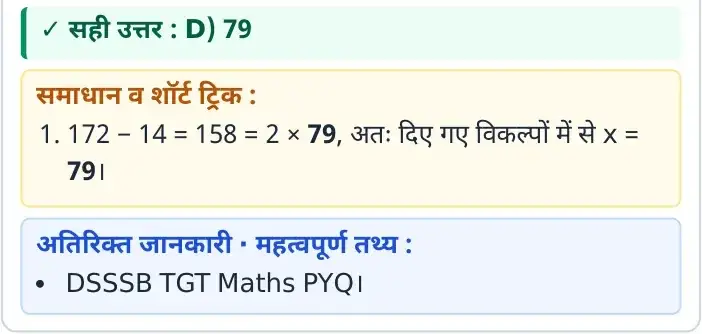 ✓ सही उत्तर : D) 79
समाधान व शॉर्ट ट्रिक :
1. 172 − 14 = 158 = 2 × 79, अतः दिए गए विकल्पों में से x =
79।
अतिरिक्त जानकारी · महत्वपूर्ण तथ्य :
• DSSSB TGT Maths PYQ।